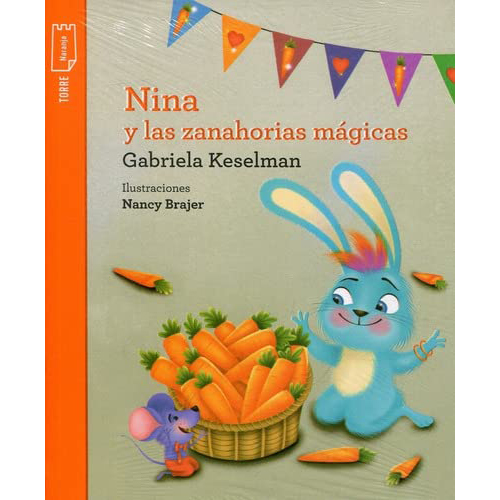 Naranja
TORRE
Nina
y las zanahorias mágicas
Gabriela Keselman
Ilustraciones
Nancy Brajer